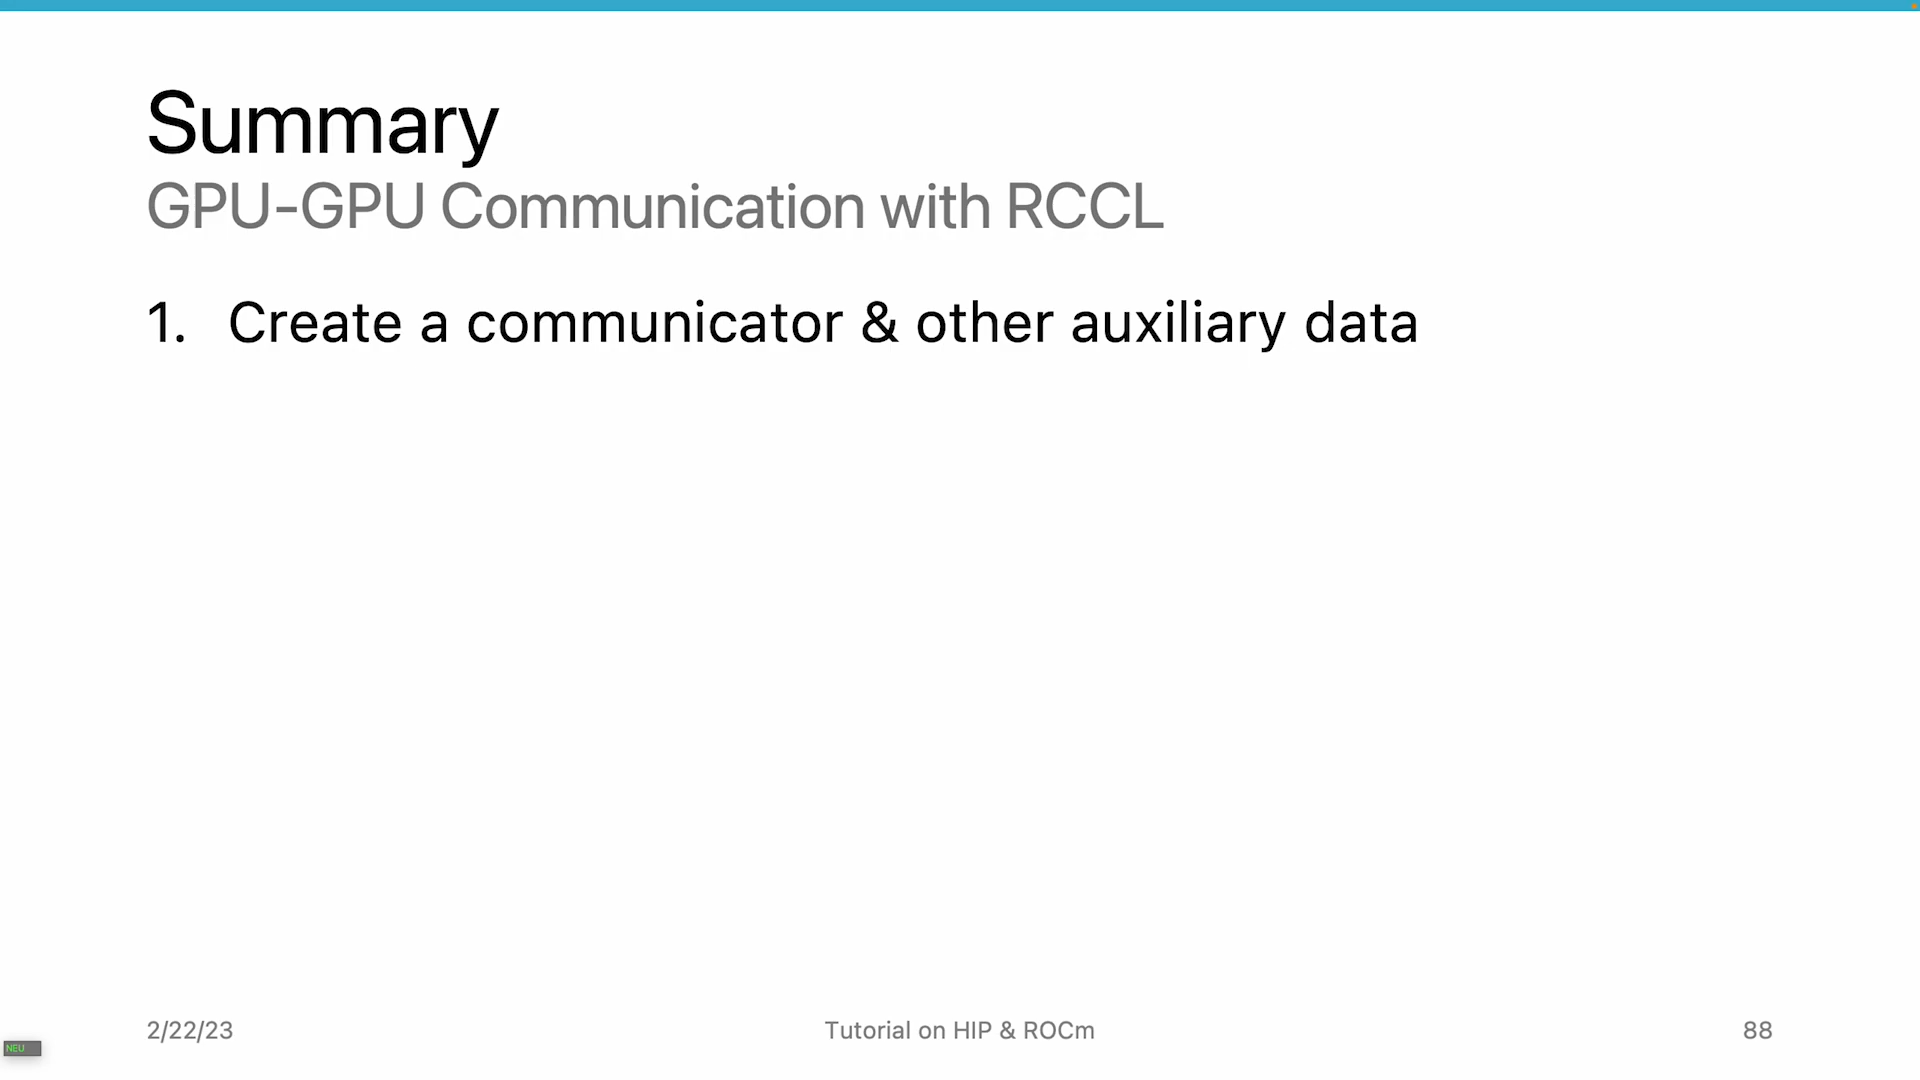 Summary
GPU-GPU Communication with RCCL
1. Create a communicator & other auxiliary data
2/22/23
Tutorial on HIP & ROCm
88
NEU